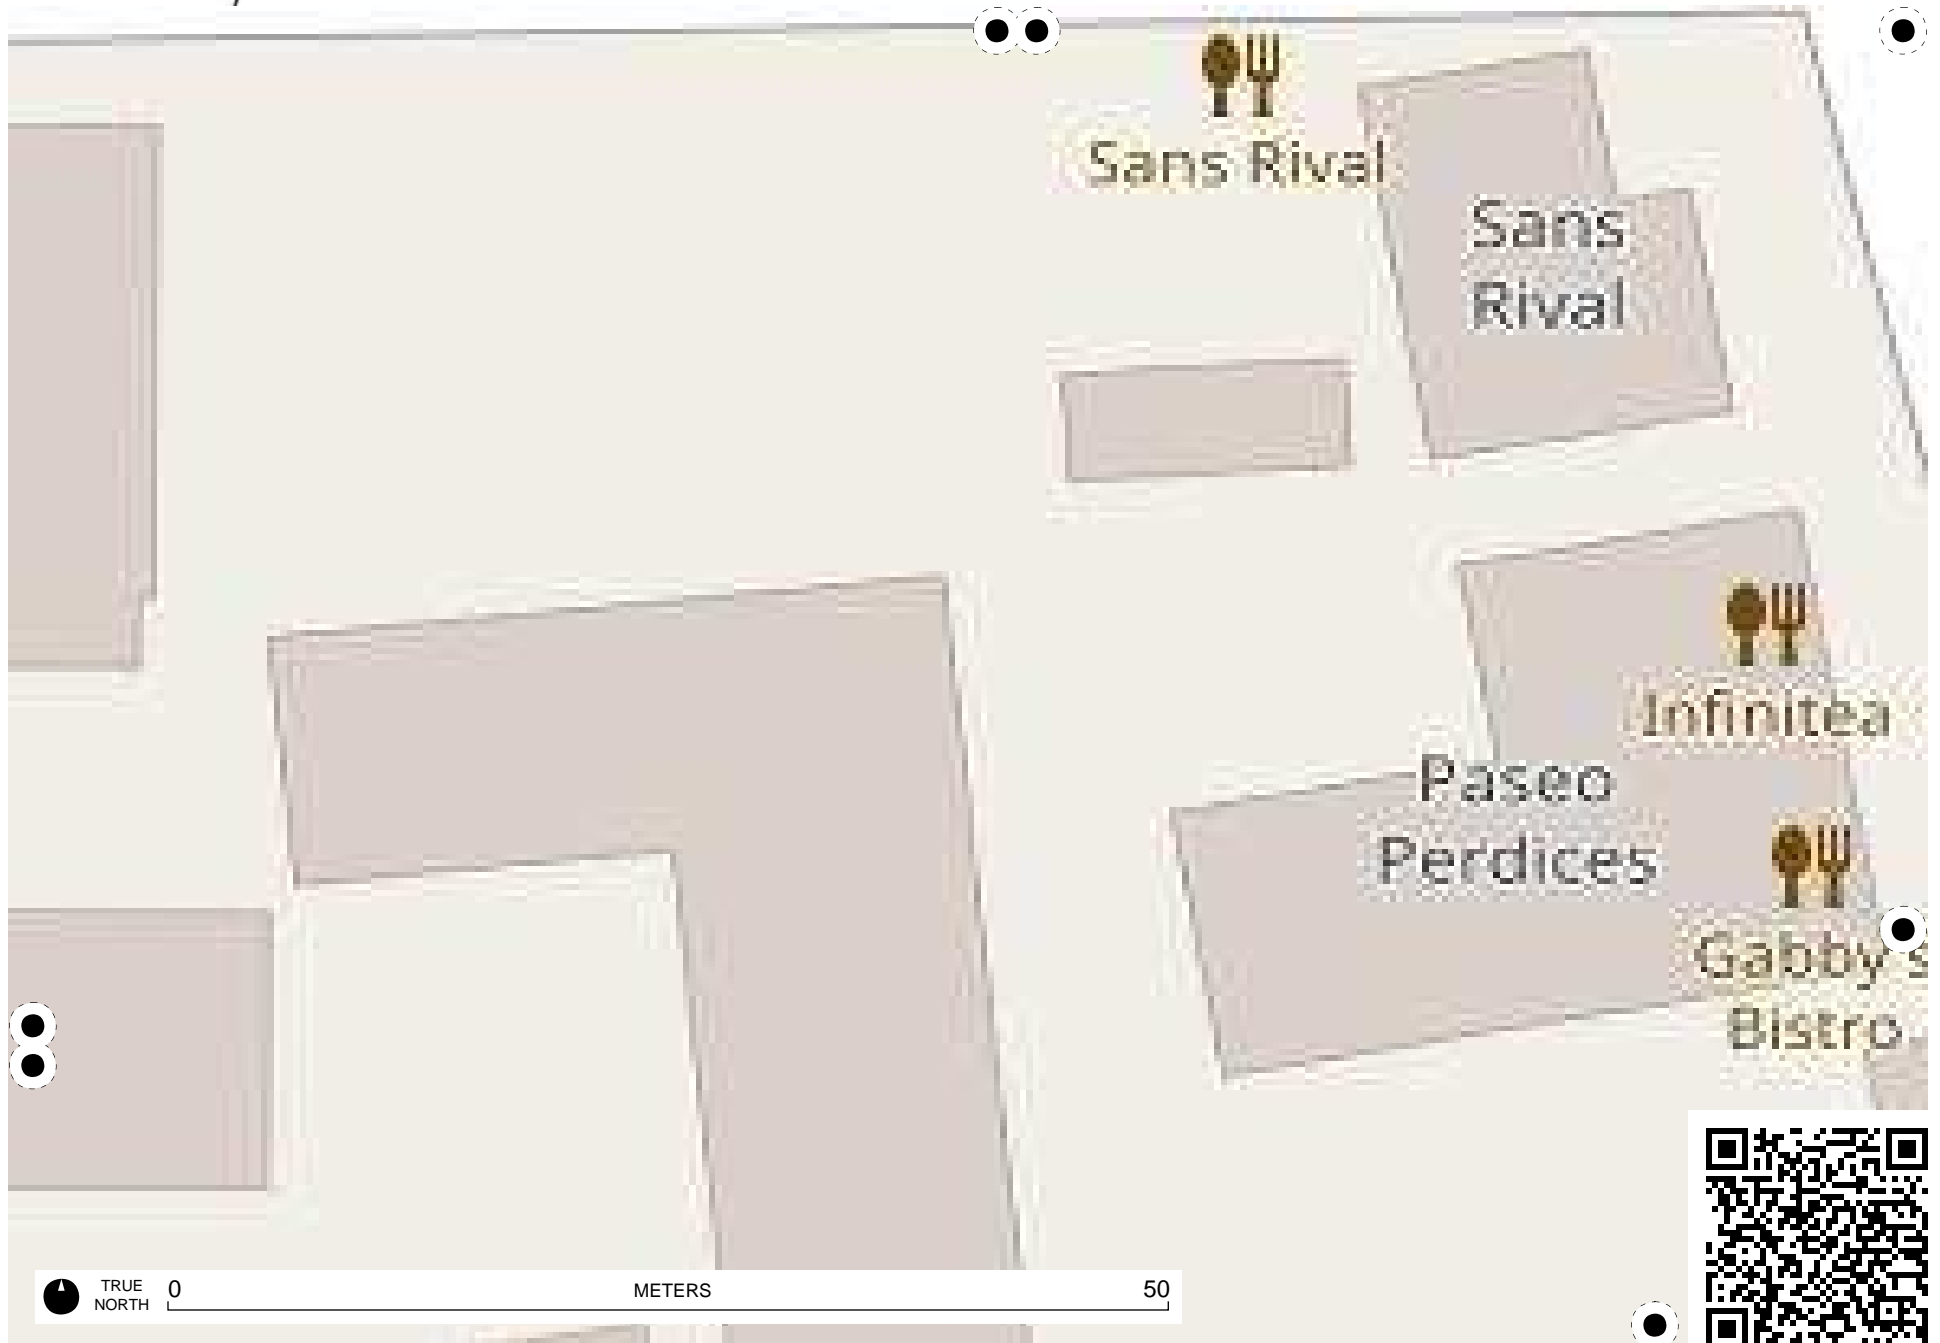 Sans Rival
Sans
Rival
Infinitea
Paseo
Perdices
Gabby's
Bistro
TRUE
NORTH
0
METERS
50